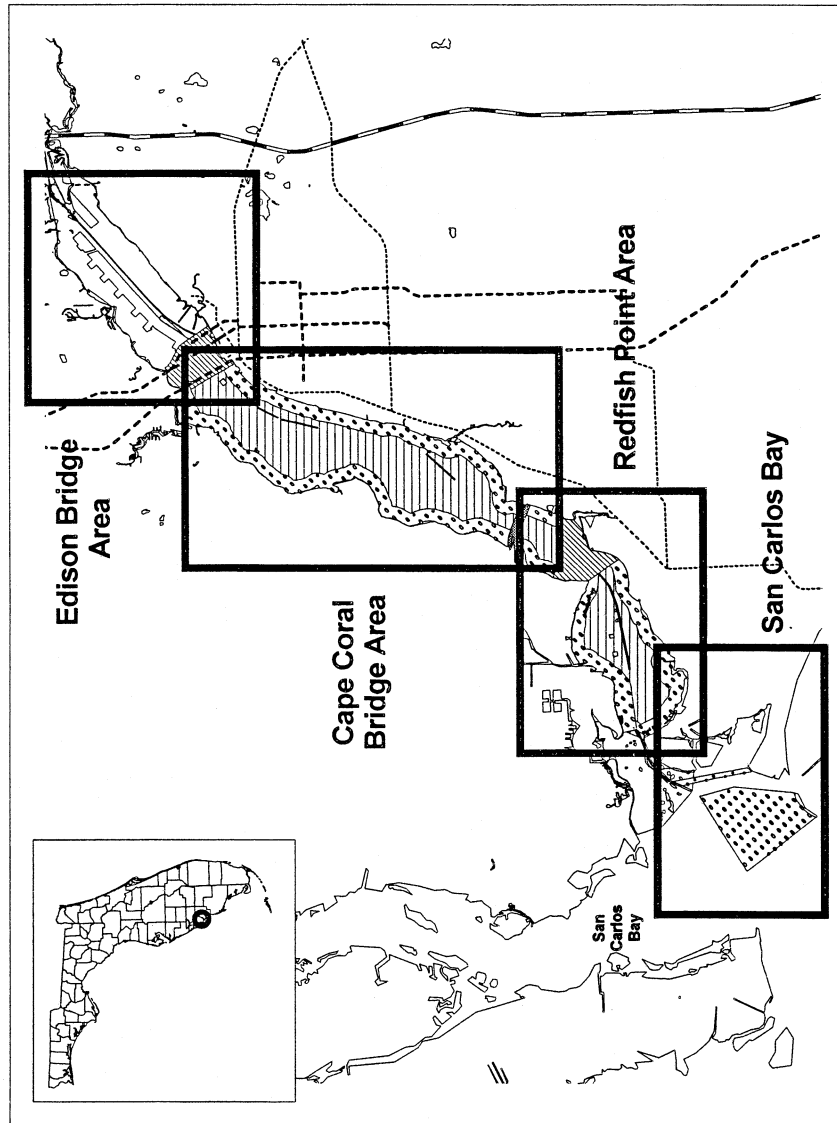 Edison Bridge
Area
Cape Coral
Bridge Area
Redfish Point Area
San Carlos Bay
San
Carlos
Bay